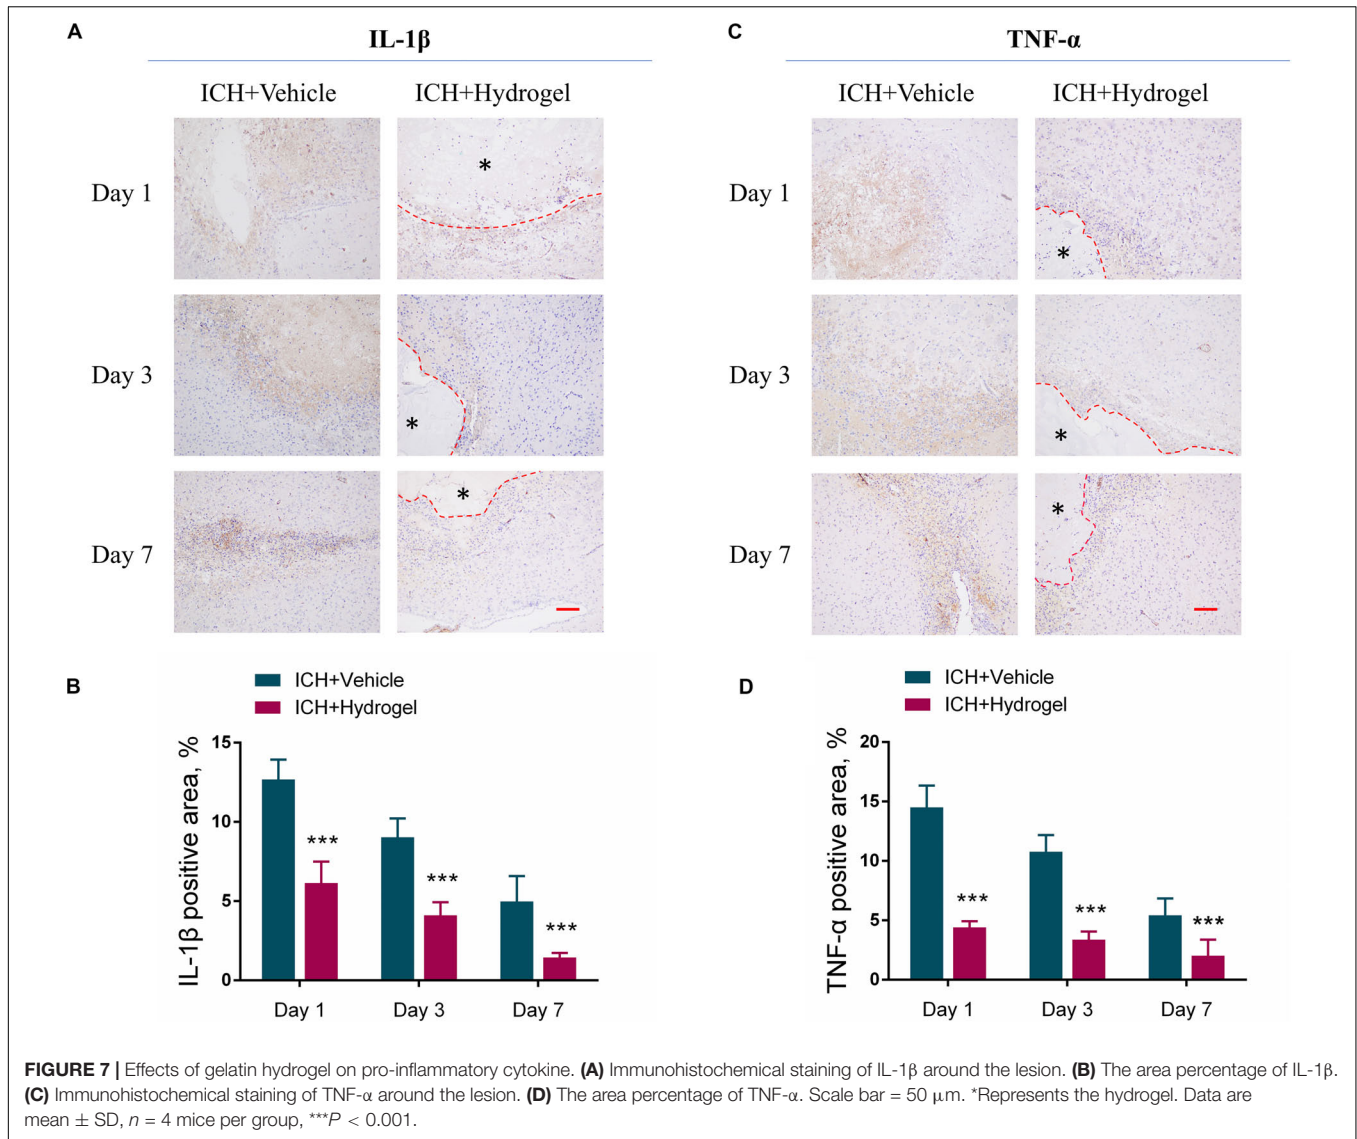 A
IL-1β
ICH+Vehicle ICH+Hydrogel
Day 1
*
Day 3
*
Day 7
*
C
TNF-α
ICH+Vehicle ICH+Hydrogel
Day 1
*
Day 3
*
Day 7
*
B
ICH+Vehicle
ICH+Hydrogel
IL-1β positive area, %
15
10
5
0
***
***
***
Day 1 Day 3 Day 7
D
ICH+Vehicle
ICH+Hydrogel
TNF-α positive area, %
20
15
10
5
0
***
***
***
Day 1 Day 3 Day 7
FIGURE 7 | Effects of gelatin hydrogel on pro-inflammatory cytokine. (A) Immunohistochemical staining of IL-1β around the lesion. (B) The area percentage of IL-1β.
(C) Immunohistochemical staining of TNF-α around the lesion. (D) The area percentage of TNF-α. Scale bar = 50 μm. *Represents the hydrogel. Data are
mean ± SD, n = 4 mice per group, ***P < 0.001.